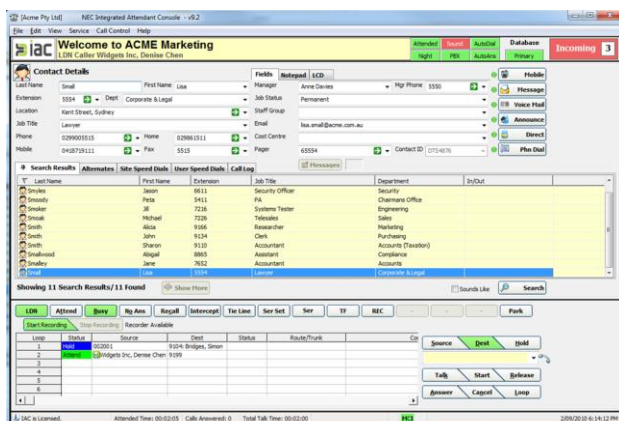 [Acme Pty Ltd] NEC Integrated Attendant Console - v9.2
File Edit View Service Call Control Help
iac Welcome to ACME Marketing
LDN Caller Widgets Inc, Denise Chen
Attended Sound AutoDial
Night PBX AutoAns
Database
Primary
Incoming 3
Contact Details
Fields Notepad LCD
Last Name Small First Name Lisa
Extension 5554 Dept Corporate & Legal
Location Kent Street, Sydney
Job Title Lawyer
Phone 0299005515 Home 029861511
Mobile 0418719111 Fax 5515
Manager Anne Davies Mgr Phone 5550
Job Status Permanent
Staff Group
Email lisa.small@acme.com.au
Cost Centre
Pager 65554 Contact ID
Messages
Mobile
Message
Voice Mail
Announce
Direct
Phn Dial
Search Results Alternates Site Speed Dials User Speed Dials Call Log
Last Name First Name Extension Job Title Department In/Out
Smyles Jason 6611 Security Officer Security
Smoody Peta 5411 PA Chairmans Office
Smoker Jill 7216 Systems Tester Engineering
Smoak Michael 7226 Telesales Sales
Smith Alicia 9166 Researcher Marketing
Smith John 9134 Clerk Purchasing
Smith Sharon 9110 Accountant Accounts (Taxation)
Smallwood Abigail 8865 Assistant Compliance
Smalley Jane 7652 Accountant Accounts
Small Lisa 5554 Lawyer Corporate & Legal
Showing 11 Search Results/11 Found Show More Sounds Like Search
LDN Attend Busy No Ans Recall Intercept Tie Line Ser Set Ser TF REC - - - Park
Start Recording Stop Recording Recorder Available
Loop Status Source Dest Status Route/Trunk Co
1 Hold 002001 9104: Bridges, Simon
2 Attend Widgets Inc, Denise Chen 9199
3
4
5
6
Source Dest Hold
Talk Start Release
Answer Cancel Loop
IAC is Licensed. Attended Time: 00:02:05 Calls Answered: 0 Total Talk Time: 00:02:00 MCI 2/09/2010 6:14:12 PM